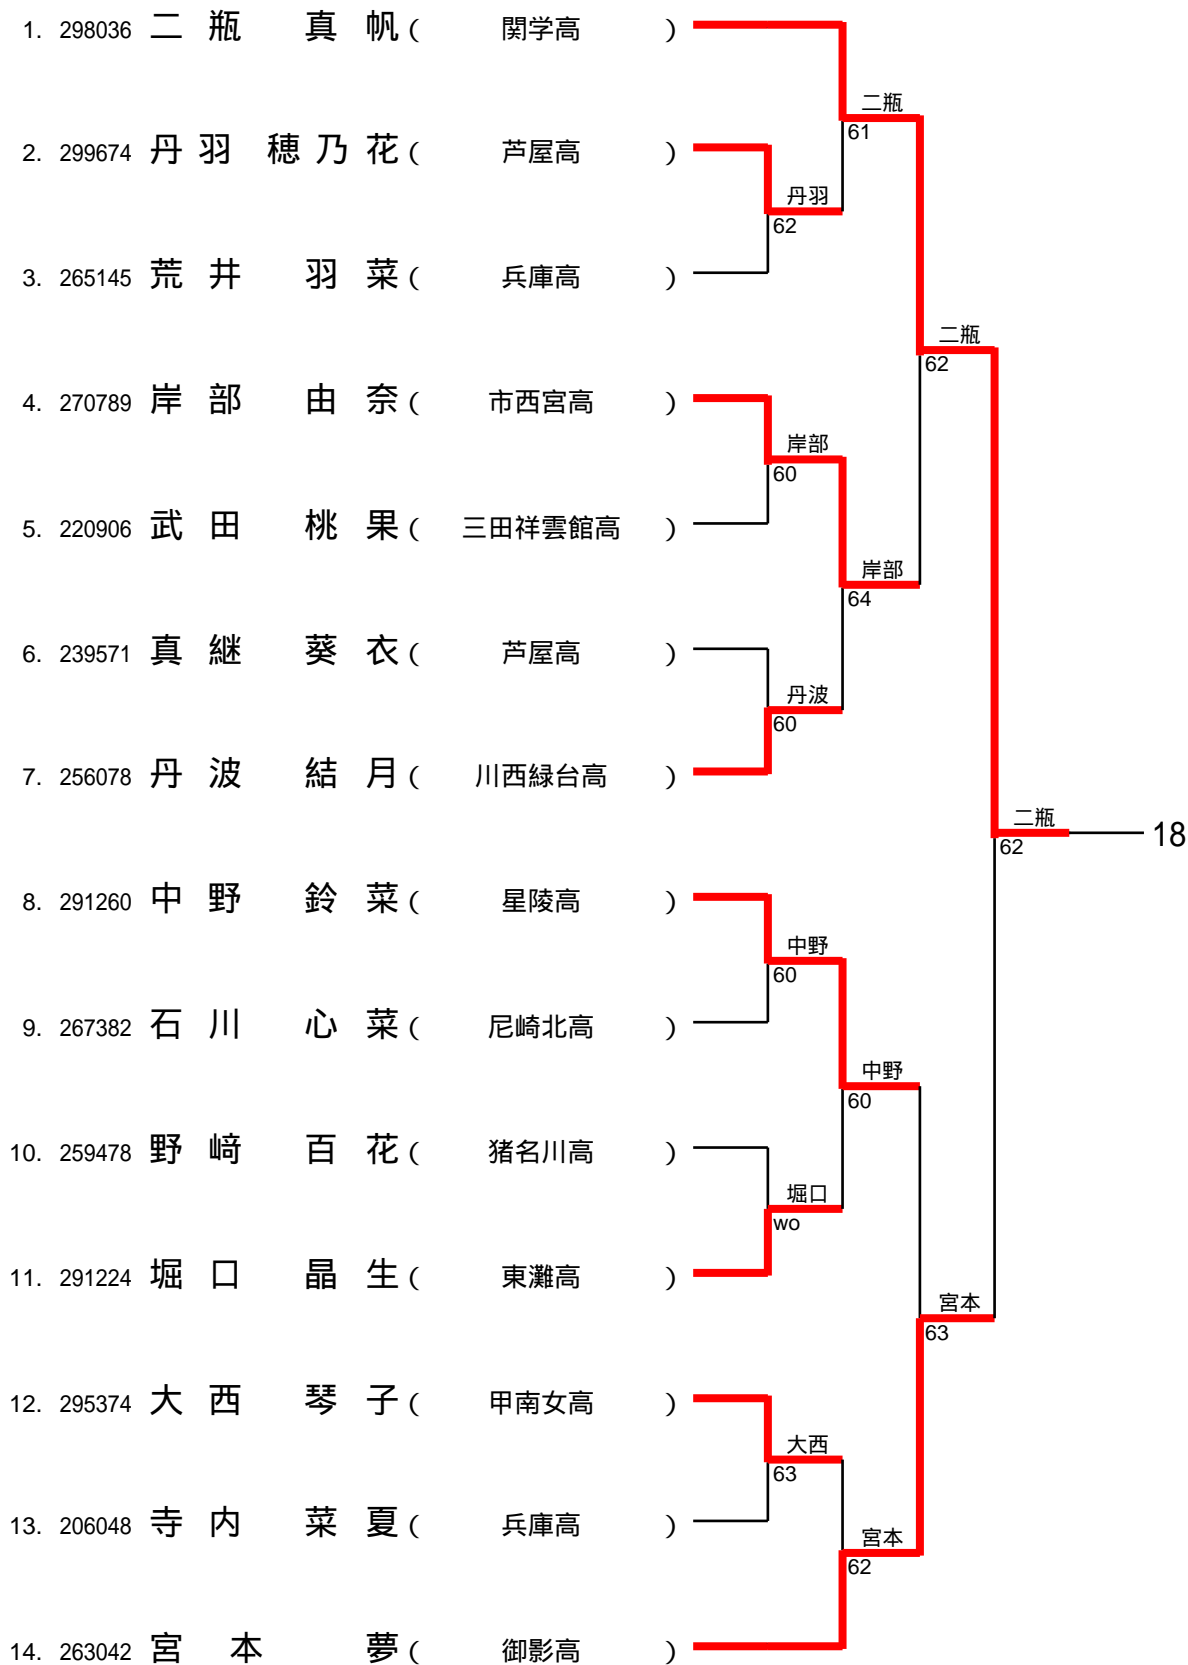 1. 298036 二瓶 真帆 ( 関学高 )
二瓶
61
2. 299674 丹羽 穂乃花 ( 芦屋高 )
丹羽
62
3. 265145 荒井 羽菜 ( 兵庫高 )
二瓶
62
4. 270789 岸部 由奈 ( 市西宮高 )
岸部
60
5. 220906 武田 桃果 ( 三田祥雲館高 )
岸部
64
6. 239571 真継 葵衣 ( 芦屋高 )
丹波
60
7. 256078 丹波 結月 ( 川西緑台高 )
二瓶
62
18
8. 291260 中野 鈴菜 ( 星陵高 )
中野
60
9. 267382 石川 心菜 ( 尼崎北高 )
中野
60
10. 259478 野﨑 百花 ( 猪名川高 )
堀口
wo
11. 291224 堀口 晶生 ( 東灘高 )
宮本
63
12. 295374 大西 琴子 ( 甲南女高 )
大西
63
13. 206048 寺内 菜夏 ( 兵庫高 )
宮本
62
14. 263042 宮本 夢 ( 御影高 )